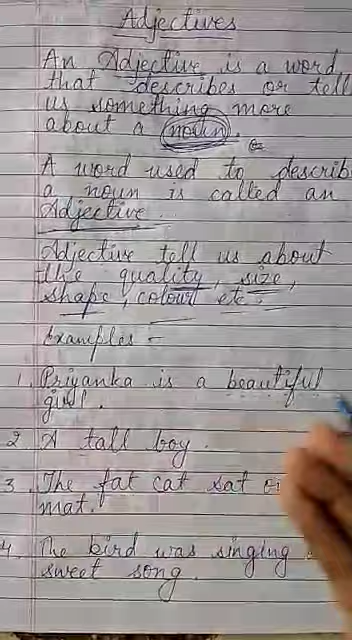 Adjectives
An Adjective is a word
that describes or tell
us something more
about a noun.
A word used to describe
a noun is called an
Adjective.
Adjective tell us about
the quality, size,
shape, colour etc.
Examples :-
1. Priyanka is a beautiful
girl.
2. A tall boy.
3. The fat cat sat
mat.
4. The bird was singing
sweet song.